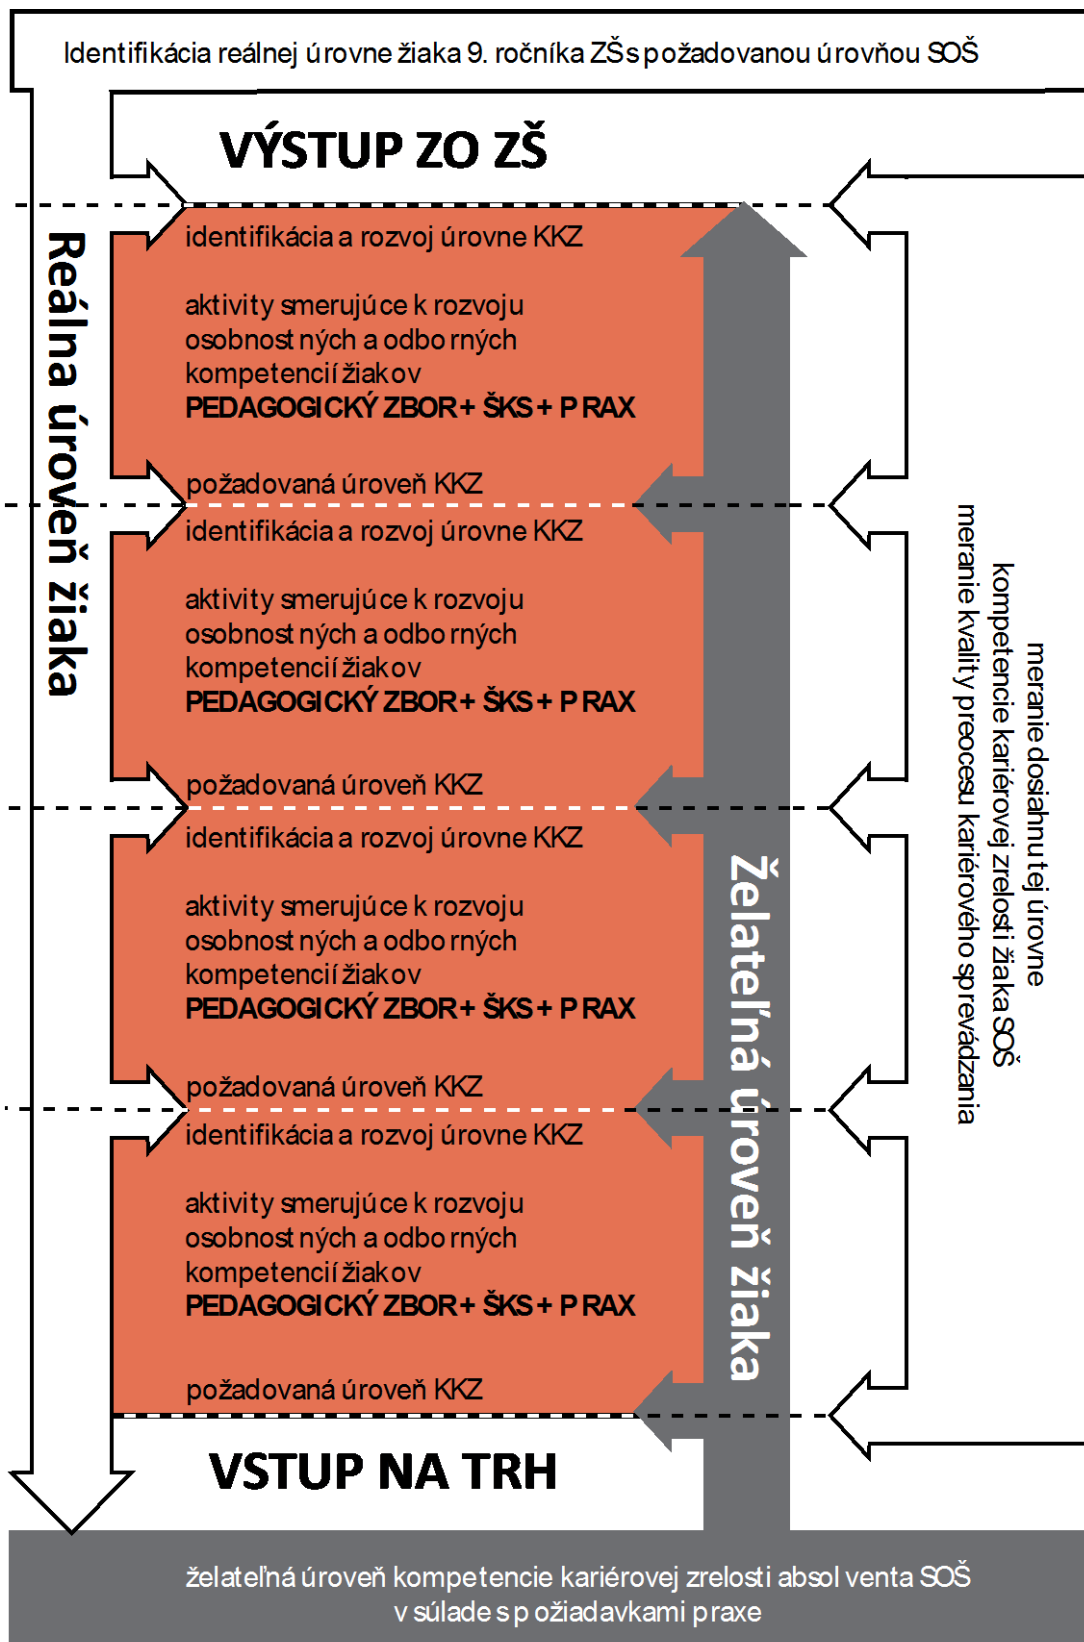 Identifikácia reálnej úrovne žiaka 9. ročníka ZŠ s požadovanou úrovňou SOŠ
VÝSTUP ZO ZŠ
Reálna úroveň žiaka
identifikácia a rozvoj úrovne KKZ
aktivity smerujúce k rozvoju
osobnostných a odborných
kompetencií žiakov
PEDAGOGICKÝ ZBOR + ŠKS + PRAX
požadovaná úroveň KKZ
identifikácia a rozvoj úrovne KKZ
aktivity smerujúce k rozvoju
osobnostných a odborných
kompetencií žiakov
PEDAGOGICKÝ ZBOR + ŠKS + PRAX
požadovaná úroveň KKZ
identifikácia a rozvoj úrovne KKZ
aktivity smerujúce k rozvoju
osobnostných a odborných
kompetencií žiakov
PEDAGOGICKÝ ZBOR + ŠKS + PRAX
požadovaná úroveň KKZ
identifikácia a rozvoj úrovne KKZ
aktivity smerujúce k rozvoju
osobnostných a odborných
kompetencií žiakov
PEDAGOGICKÝ ZBOR + ŠKS + PRAX
požadovaná úroveň KKZ
Želateľná úroveň žiaka
meranie dosiahnutej úrovne
kompetencie kariérovej zrelosti žiaka SOŠ
meranie kvality preocesu kariérového sprevádzania
VSTUP NA TRH
želateľná úroveň kompetencie kariérovej zrelosti absolventa SOŠ
v súlade s požiadavkami praxe